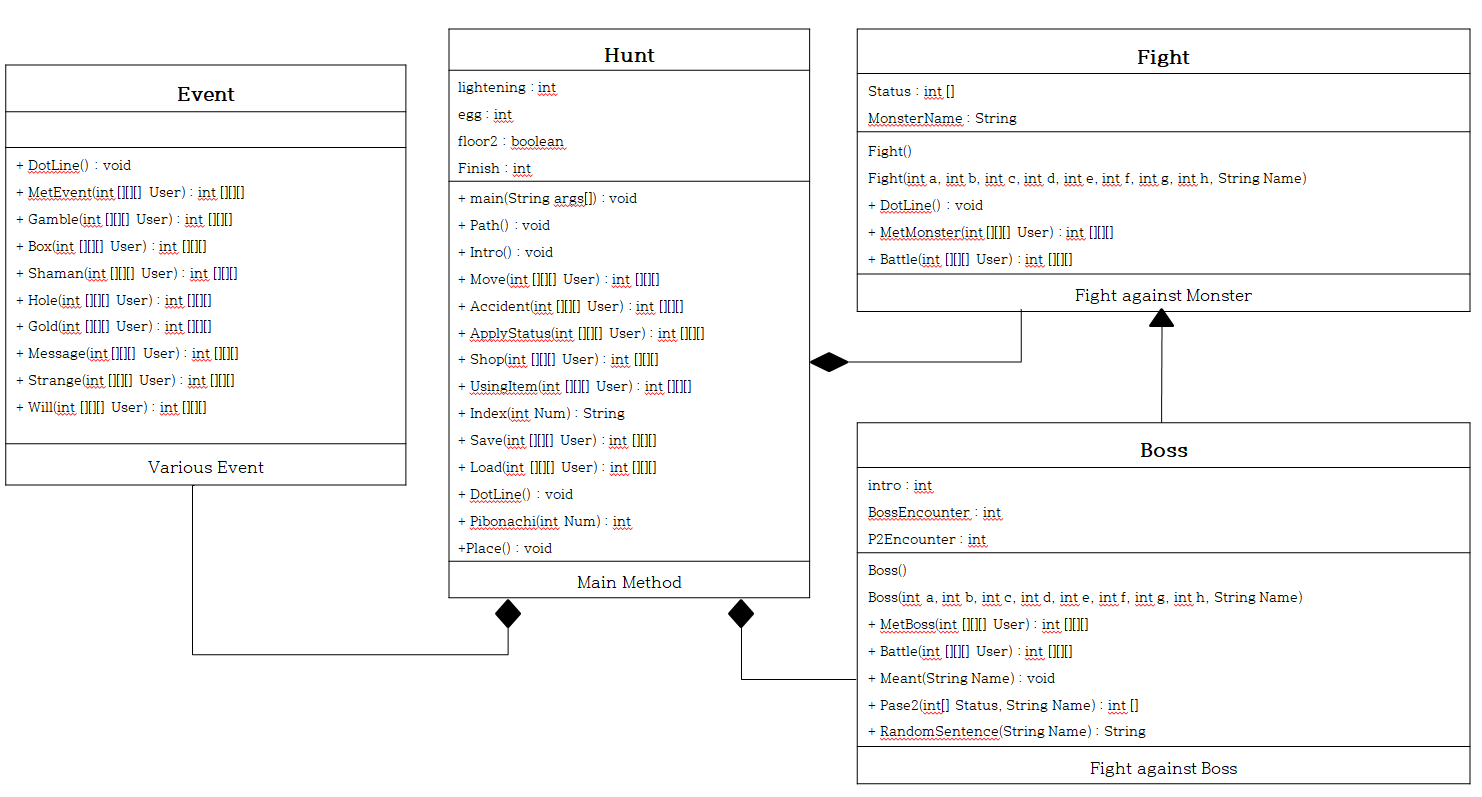 Event
+ DotLine() : void
+ MetEvent(int [][][] User) : int [][][]
+ Gamble(int [][][] User) : int [][][]
+ Box(int [][][] User) : int [][][]
+ Shaman(int [][][] User) : int [][][]
+ Hole(int [][][] User) : int [][][]
+ Gold(int [][][] User) : int [][][]
+ Message(int [][][] User) : int [][][]
+ Strange(int [][][] User) : int [][][]
+ Will(int [][][] User) : int [][][]
Various Event
Hunt
lightening : int
egg : int
floor2 : boolean
Finish : int
+ main(String args[]) : void
+ Path() : void
+ Intro() : void
+ Move(int [][][] User) : int [][][]
+ Accident(int [][][] User) : int [][][]
+ ApplyStatus(int [][][] User) : int [][][]
+ Shop(int [][][] User) : int [][][]
+ UsingItem(int [][][] User) : int [][][]
+ Index(int Num) : String
+ Save(int [][][] User) : int [][][]
+ Load(int [][][] User) : int [][][]
+ DotLine() : void
+ Pibonachi(int Num) : int
+Place() : void
Main Method
Fight
Status : int []
MonsterName : String
Fight()
Fight(int a, int b, int c, int d, int e, int f, int g, int h, String Name)
+ DotLine() : void
+ MetMonster(int [][][] User) : int [][][]
+ Battle(int [][][] User) : int [][][]
Fight against Monster
Boss
intro : int
BossEncounter : int
P2Encounter : int
Boss()
Boss(int a, int b, int c, int d, int e, int f, int g, int h, String Name)
+ MetBoss(int [][][] User) : int [][][]
+ Battle(int [][][] User) : int [][][]
+ Meant(String Name) : void
+ Pase2(int[] Status, String Name) : int []
+ RandomSentence(String Name) : String
Fight against Boss